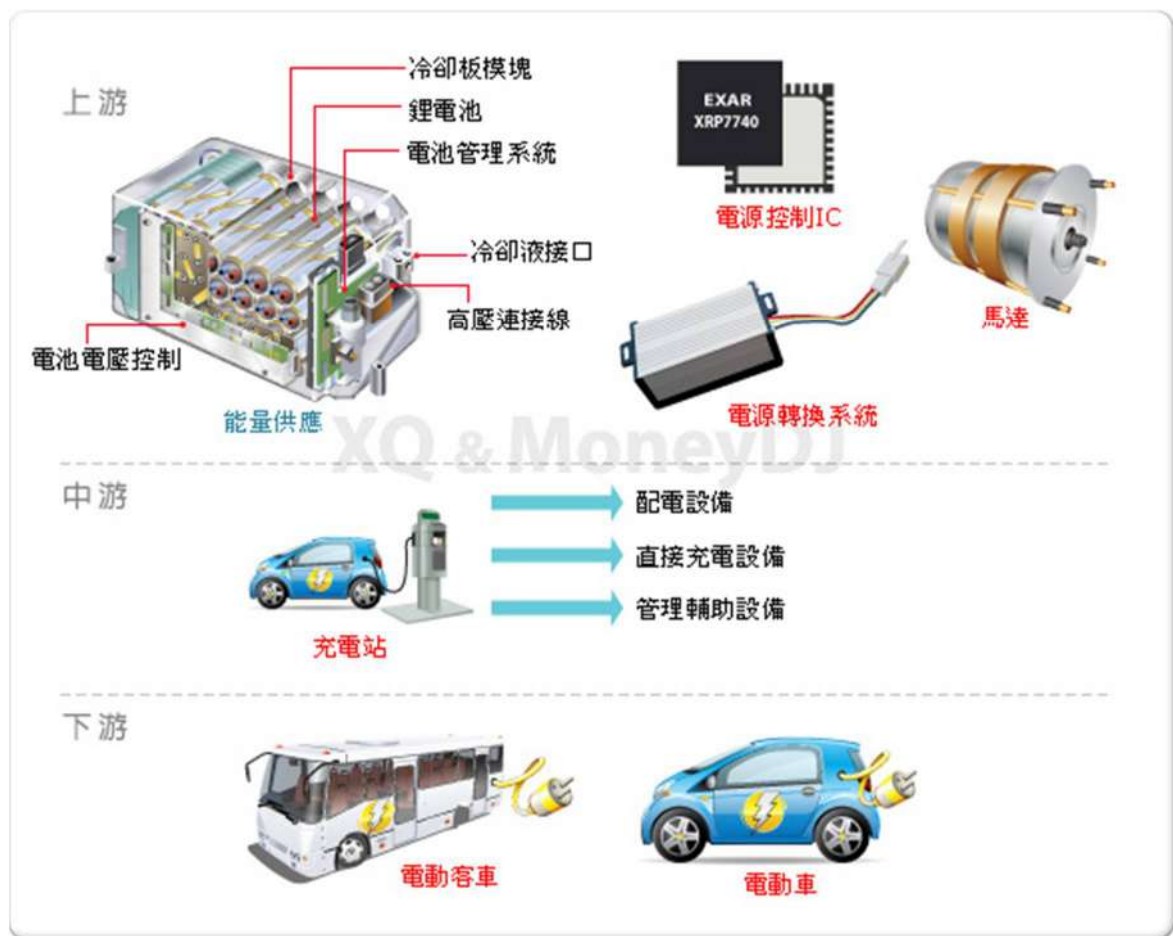 上游
冷卻板模塊
鋰電池
電池管理系統
冷卻液接口
高壓連接線
電池電壓控制
能量供應
EXAR
XRP7740
電源控制IC
馬達
電源轉換系統
XQ & MoneyDJ
中游
配電設備
直接充電設備
管理輔助設備
充電站
下游
電動客車
電動車